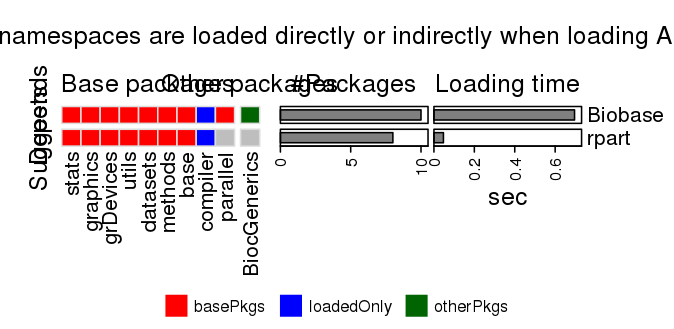 namespaces are loaded directly or indirectly when loading A
Base packages
Other packages
#Packages
Loading time
Depends
Suggests
Biobase
rpart
stats
graphics
grDevices
utils
datasets
methods
base
compiler
parallel
BiocGenerics
0
5
10
0
0.2
0.4
0.6
sec
basePkgs
loadedOnly
otherPkgs